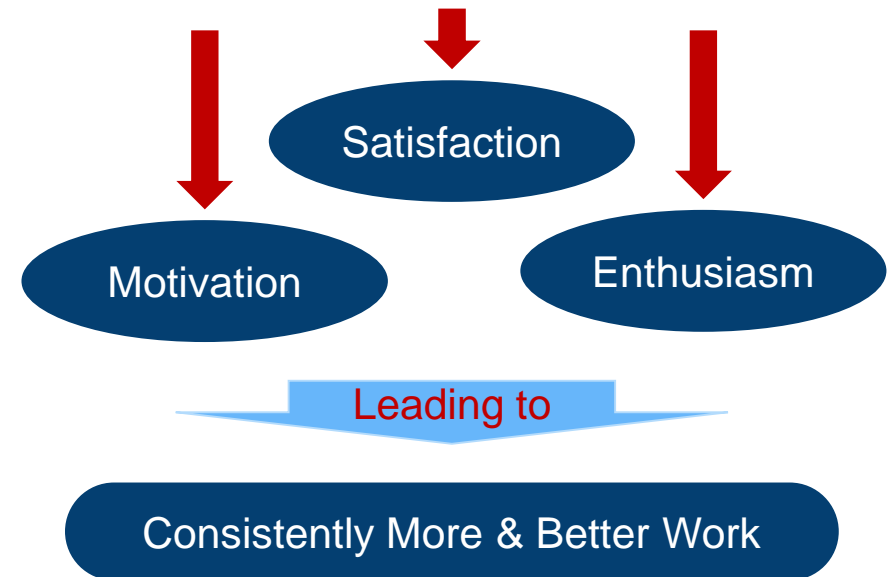 Satisfaction
Motivation
Enthusiasm
Leading to
Consistently More & Better Work